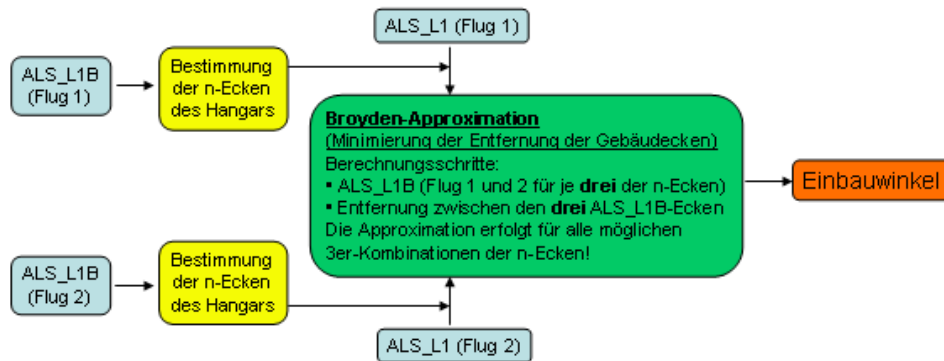 ALS_L1 (Flug 1)
ALS_L1B
(Flug 1)
Bestimmung
der n-Ecken
des Hangars
Broyden-Approximation
(Minimierung der Entfernung der Gebäudecken)
Berechnungsschritte:
▪ ALS_L1B (Flug 1 und 2 für je drei der n-Ecken)
▪ Entfernung zwischen den drei ALS_L1B-Ecken
Die Approximation erfolgt für alle möglichen
3er-Kombinationen der n-Ecken!
Einbauwinkel
ALS_L1B
(Flug 2)
Bestimmung
der n-Ecken
des Hangars
ALS_L1 (Flug 2)